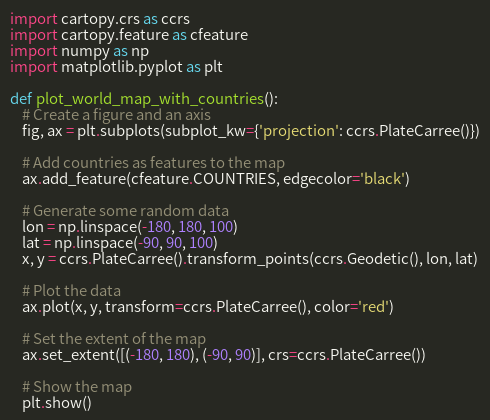 import cartopy.crs as ccrs
import cartopy.feature as cfeature
import numpy as np
import matplotlib.pyplot as plt

def plot_world_map_with_countries():
    # Create a figure and an axis
    fig, ax = plt.subplots(subplot_kw={'projection': ccrs.PlateCarree()})

    # Add countries as features to the map
    ax.add_feature(cfeature.COUNTRIES, edgecolor='black')

    # Generate some random data
    lon = np.linspace(-180, 180, 100)
    lat = np.linspace(-90, 90, 100)
    x, y = ccrs.PlateCarree().transform_points(ccrs.Geodetic(), lon, lat)

    # Plot the data
    ax.plot(x, y, transform=ccrs.PlateCarree(), color='red')

    # Set the extent of the map
    ax.set_extent([(-180, 180), (-90, 90)], crs=ccrs.PlateCarree())

    # Show the map
    plt.show()